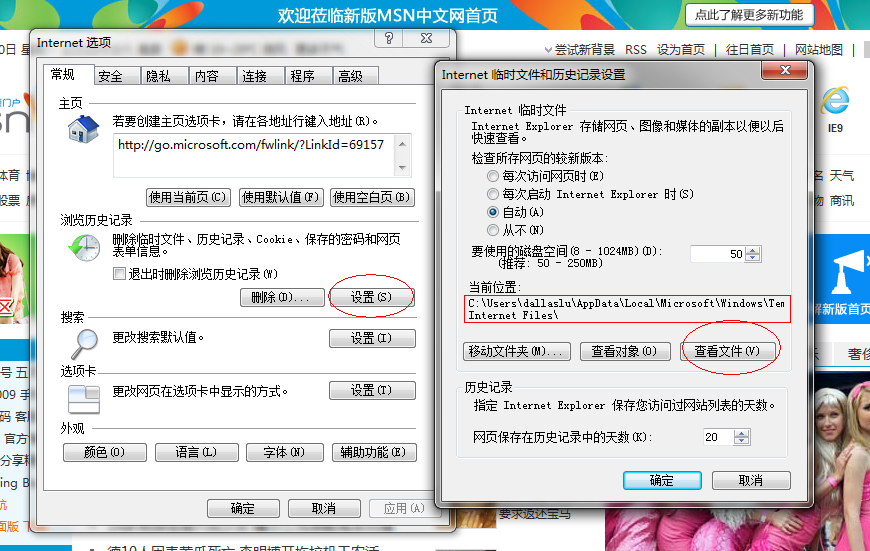 欢迎莅临新版MSN中文网首页
点此了解更多新功能
尝试新背景 RSS 设为首页 | 往日首页 | 网站地图 |
Internet 选项
常规 安全 隐私 内容 连接 程序 高级
主页
若要创建主页选项卡，请在各地址行键入地址(R)。
http://go.microsoft.com/fwlink/?LinkId=69157
使用当前页(C) 使用默认值(F) 使用空白页(B)
浏览历史记录
删除临时文件、历史记录、Cookie、保存的密码和网页
表单信息。
退出时删除浏览历史记录(W)
删除(D)... 设置(S)
搜索
更改搜索默认值。
设置(I)
选项卡
更改网页在选项卡中显示的方式。
设置(T)
外观
颜色(O) 语言(L) 字体(N) 辅助功能(E)
确定 取消 应用(A)
Internet 临时文件和历史记录设置
Internet 临时文件
Internet Explorer 存储网页、图像和媒体的副本以便以后
快速查看。
检查所存网页的较新版本:
每次访问网页时(E)
每次启动 Internet Explorer 时(S)
自动(A)
从不(N)
要使用的磁盘空间(8 - 1024MB)(D):
50
(推荐: 50 - 250MB)
当前位置:
C:\Users\dallaslu\AppData\Local\Microsoft\Windows\Tem
Internet Files\
移动文件夹(M)... 查看对象(O) 查看文件(V)
历史记录
指定 Internet Explorer 保存您访问过网站列表的天数。
网页保存在历史记录中的天数(K):
20
确定 取消
IE9
天气
商讯
解新版首页
奢侈
要求返还宝马